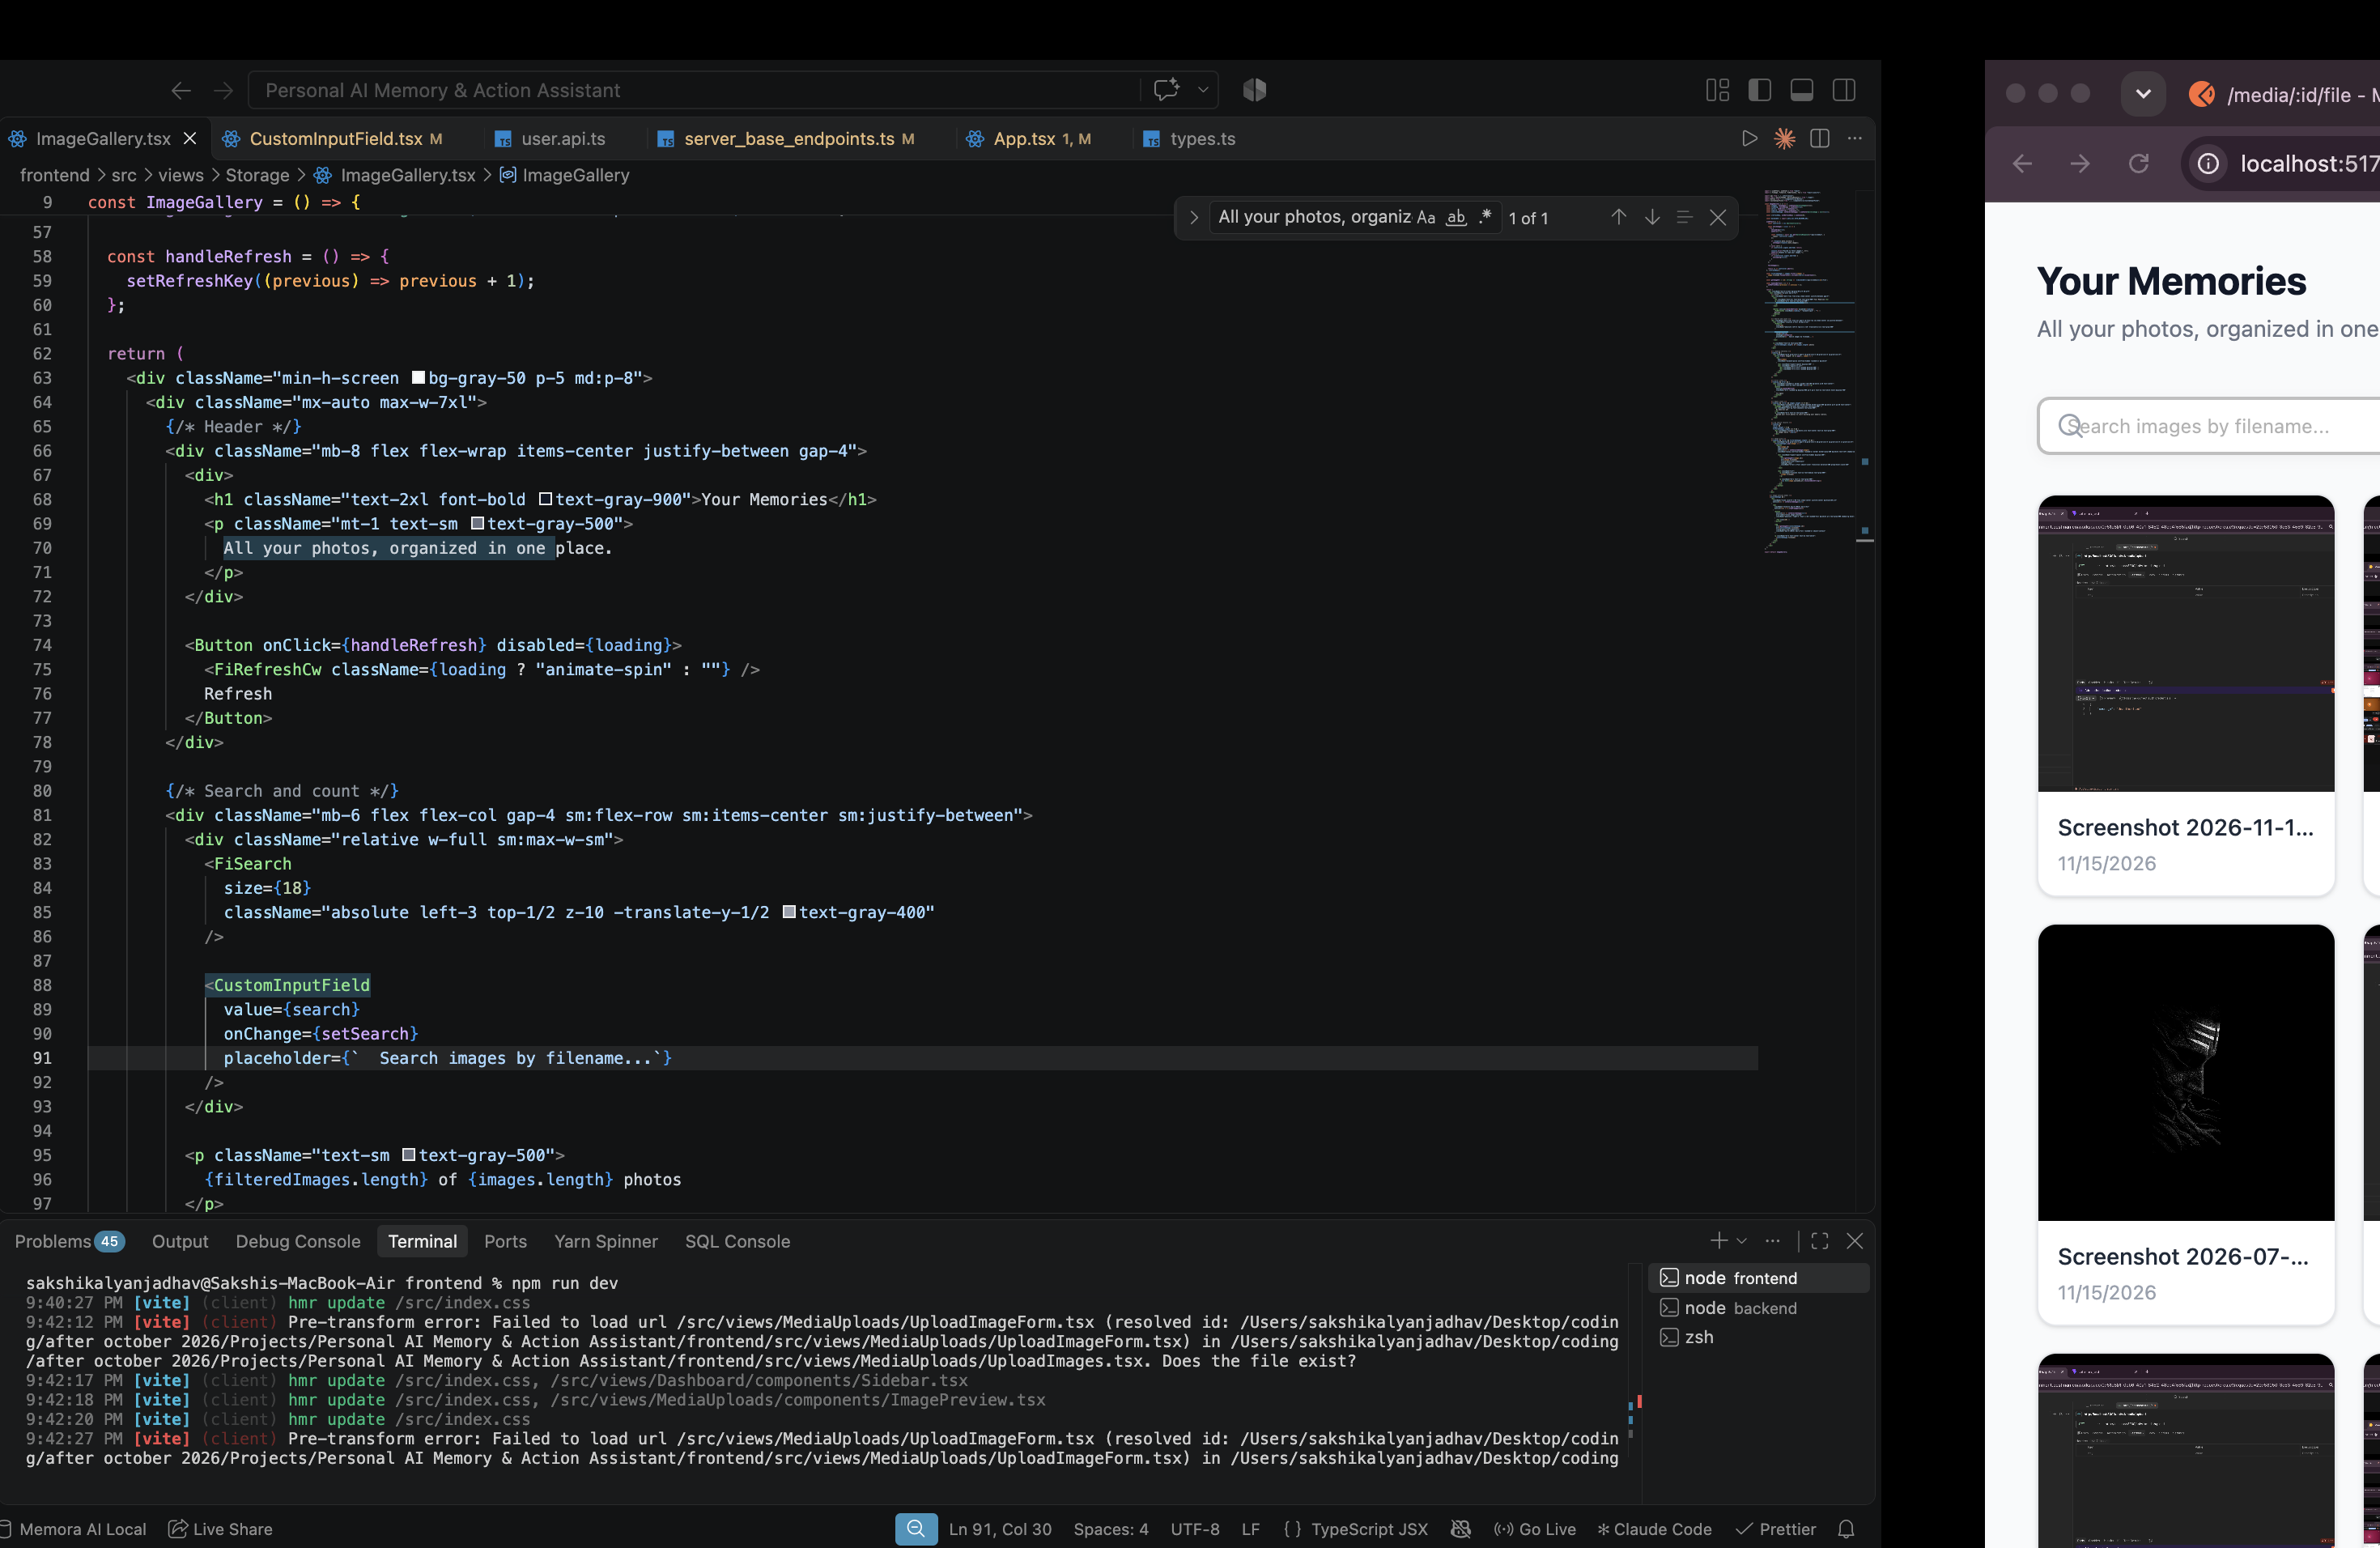 Personal AI Memory & Action Assistant
ImageGallery.tsx
CustomInputField.tsx M
user.api.ts
server_base_endpoints.ts M
App.tsx 1, M
types.ts
frontend > src > views > Storage > ImageGallery.tsx > ImageGallery
All your photos, organiz Aa ab .* 1 of 1
9 const ImageGallery = () => {
57
58 const handleRefresh = () => {
59 setRefreshKey((previous) => previous + 1);
60 };
61
62 return (
63 <div className="min-h-screen bg-gray-50 p-5 md:p-8">
64 <div className="mx-auto max-w-7xl">
65 {/* Header */}
66 <div className="mb-8 flex flex-wrap items-center justify-between gap-4">
67 <div>
68 <h1 className="text-2xl font-bold text-gray-900">Your Memories</h1>
69 <p className="mt-1 text-sm text-gray-500">
70 All your photos, organized in one place.
71 </p>
72 </div>
73
74 <Button onClick={handleRefresh} disabled={loading}>
75 <FiRefreshCw className={loading ? "animate-spin" : ""} />
76 Refresh
77 </Button>
78 </div>
79
80 {/* Search and count */}
81 <div className="mb-6 flex flex-col gap-4 sm:flex-row sm:items-center sm:justify-between">
82 <div className="relative w-full sm:max-w-sm">
83 <FiSearch
84 size={18}
85 className="absolute left-3 top-1/2 z-10 -translate-y-1/2 text-gray-400"
86 />
87
88 <CustomInputField
89 value={search}
90 onChange={setSearch}
91 placeholder={`  Search images by filename...`}
92 />
93 </div>
94
95 <p className="text-sm text-gray-500">
96 {filteredImages.length} of {images.length} photos
97 </p>
Problems 45 Output Debug Console Terminal Ports Yarn Spinner SQL Console
sakshikalyanjadhav@Sakshis-MacBook-Air frontend % npm run dev
9:40:27 PM [vite] (client) hmr update /src/index.css
9:42:12 PM [vite] (client) Pre-transform error: Failed to load url /src/views/MediaUploads/UploadImageForm.tsx (resolved id: /Users/sakshikalyanjadhav/Desktop/codin
g/after october 2026/Projects/Personal AI Memory & Action Assistant/frontend/src/views/MediaUploads/UploadImageForm.tsx) in /Users/sakshikalyanjadhav/Desktop/coding
/after october 2026/Projects/Personal AI Memory & Action Assistant/frontend/src/views/MediaUploads/UploadImages.tsx. Does the file exist?
9:42:17 PM [vite] (client) hmr update /src/index.css, /src/views/Dashboard/components/Sidebar.tsx
9:42:18 PM [vite] (client) hmr update /src/index.css, /src/views/MediaUploads/components/ImagePreview.tsx
9:42:20 PM [vite] (client) hmr update /src/index.css
9:42:27 PM [vite] (client) Pre-transform error: Failed to load url /src/views/MediaUploads/UploadImageForm.tsx (resolved id: /Users/sakshikalyanjadhav/Desktop/codin
g/after october 2026/Projects/Personal AI Memory & Action Assistant/frontend/src/views/MediaUploads/UploadImageForm.tsx) in /Users/sakshikalyanjadhav/Desktop/coding
node frontend
node backend
zsh
Memora AI Local Live Share Ln 91, Col 30 Spaces: 4 UTF-8 LF { } TypeScript JSX Go Live Claude Code Prettier
/media/:id/file - M
localhost:517
Your Memories
All your photos, organized in one
Search images by filename...
Screenshot 2026-11-1...
11/15/2026
Screenshot 2026-07-...
11/15/2026